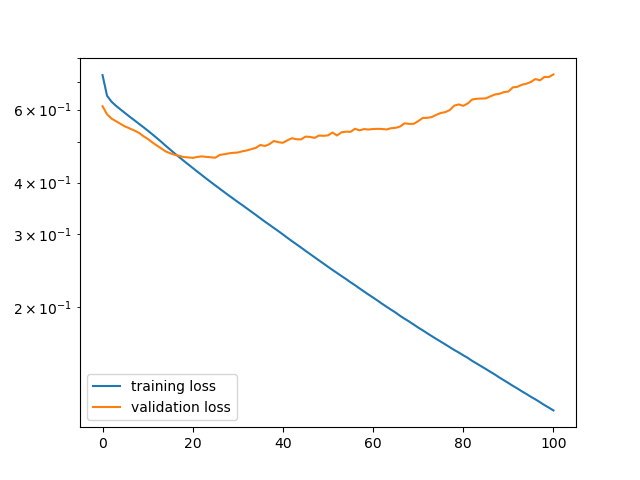 6 × 10⁻¹
4 × 10⁻¹
3 × 10⁻¹
2 × 10⁻¹
training loss
validation loss
0 20 40 60 80 100